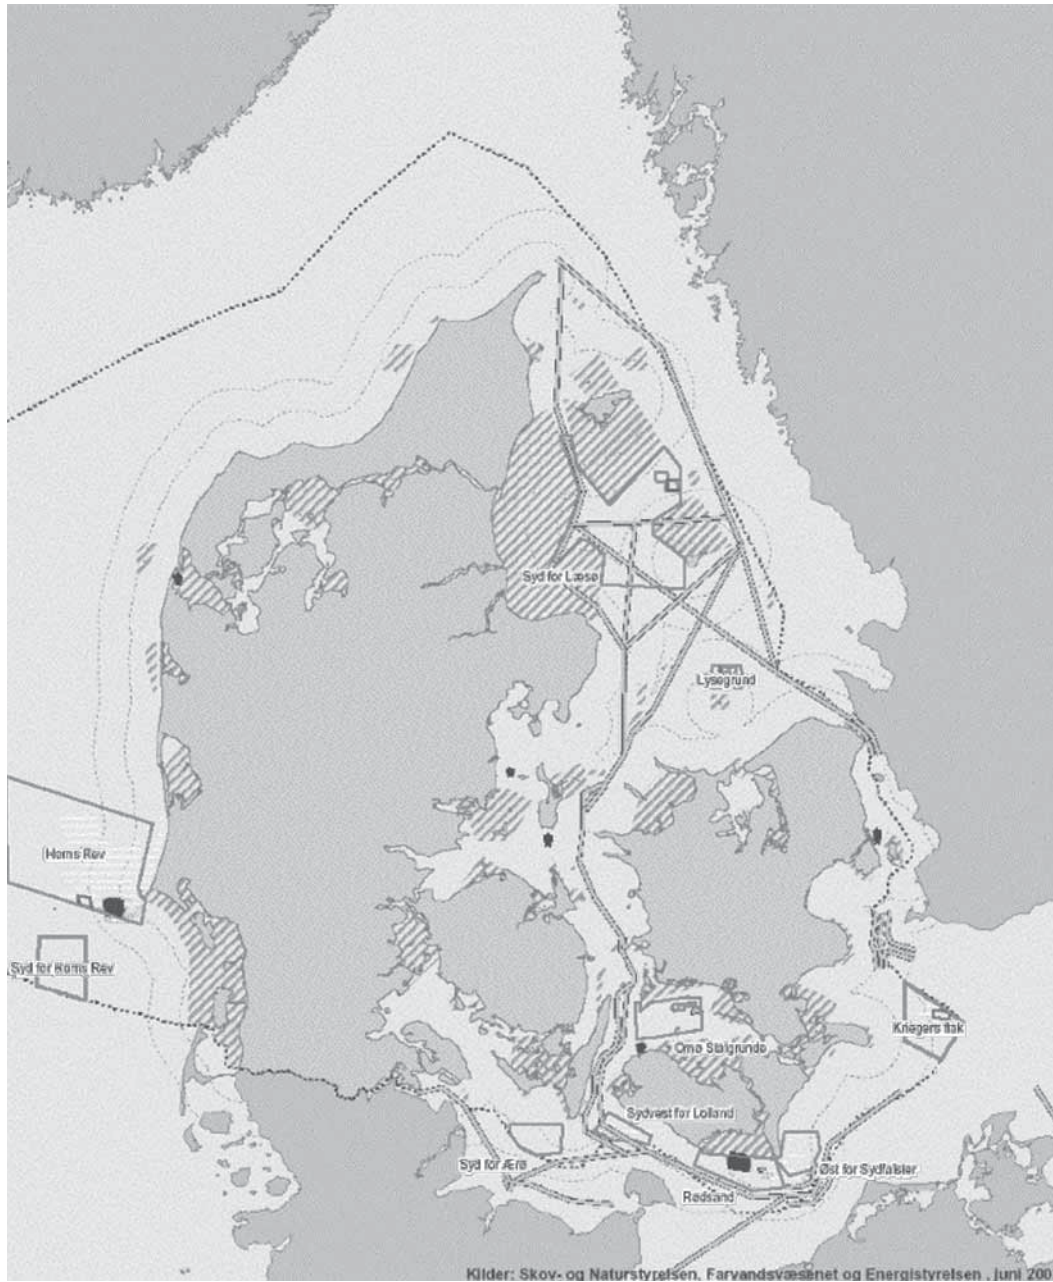 Syd for Læsø
Lysegrund
Horns Rev
Syd for Horns Rev
Kriegers flak
Omø Stålgrunde
Sydvest for Lolland
Syd for Ærø
Øst for Sydfalster
Rødsand
Kilder: Skov- og Naturstyrelsen, Farvandsvæsenet og Energistyrelsen , juni 200